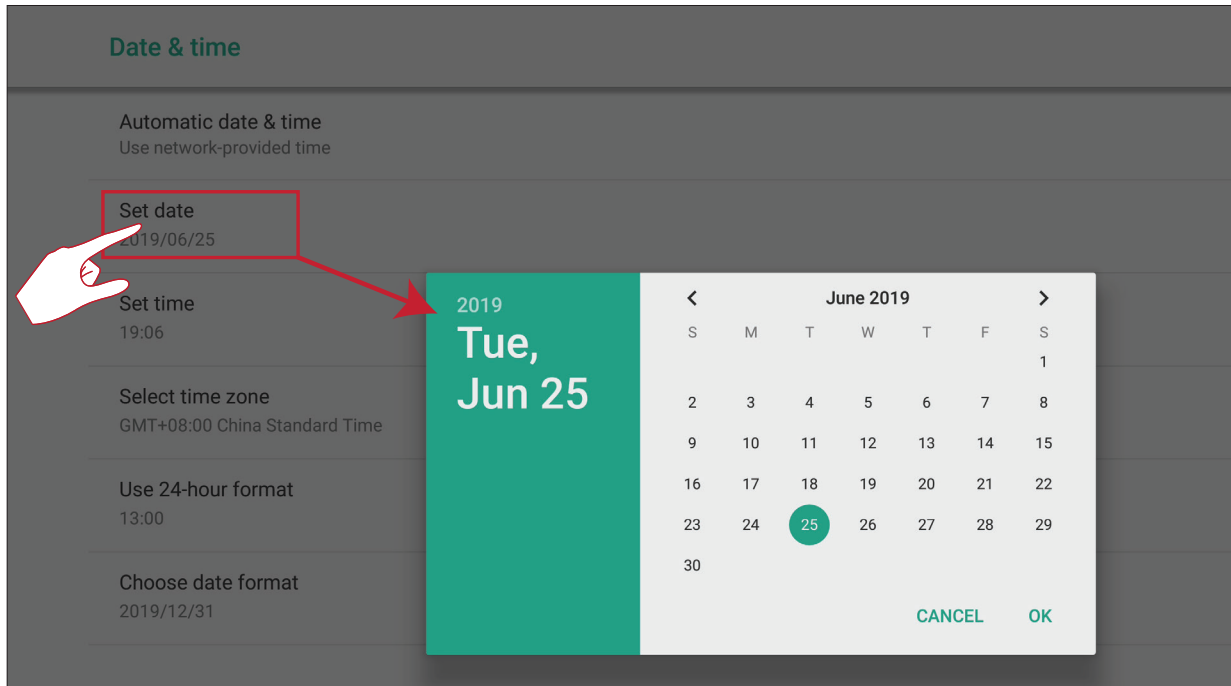 Date & time
Automatic date & time
Use network-provided time
Set date
2019/06/25
Set time
19:06
Select time zone
GMT+08:00 China Standard Time
Use 24-hour format
13:00
Choose date format
2019/12/31
2019
Tue,
Jun 25
June 2019
S M T W T F S
1
2 3 4 5 6 7 8
9 10 11 12 13 14 15
16 17 18 19 20 21 22
23 24 25 26 27 28 29
30
CANCEL OK